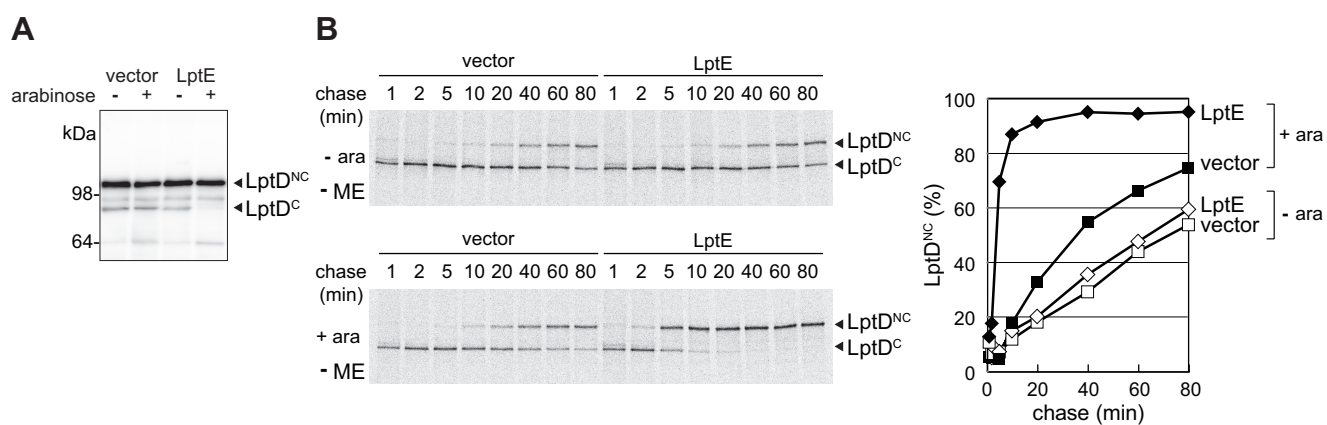 A
vector LptE
arabinose - + - +
kDa
98-
64-
LptD^NC
LptD^C
B
vector LptE
chase 1 2 5 10 20 40 60 80 1 2 5 10 20 40 60 80
(min)
- ara
- ME
LptD^NC
LptD^C
vector LptE
chase 1 2 5 10 20 40 60 80 1 2 5 10 20 40 60 80
(min)
+ ara
- ME
LptD^NC
LptD^C
LptD^NC (%)
100
80
60
40
20
0
0 20 40 60 80
chase (min)
LptE
vector
+ ara
LptE
vector
- ara